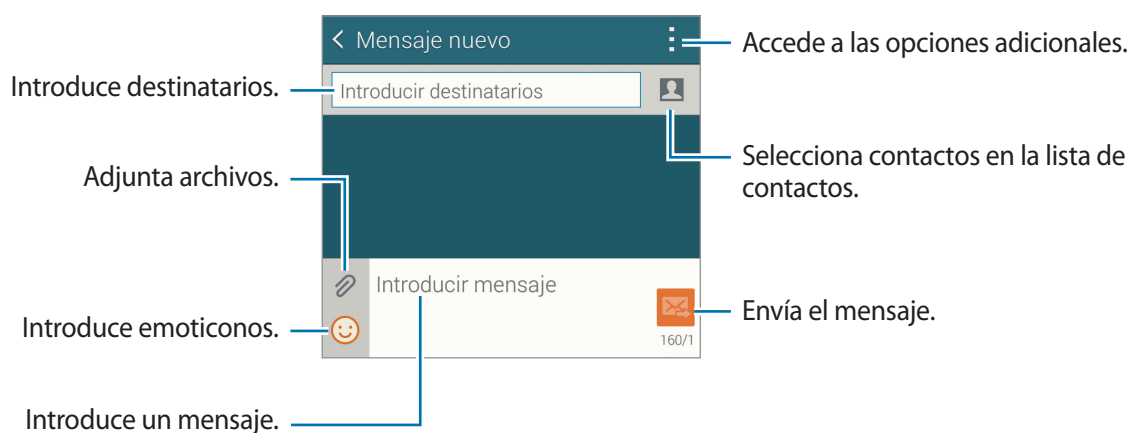 Mensaje nuevo
Accede a las opciones adicionales.
Introduce destinatarios.
Introducir destinatarios
Selecciona contactos en la lista de
contactos.
Adjunta archivos.
Introducir mensaje
Envía el mensaje.
Introduce emoticonos.
160/1
Introduce un mensaje.